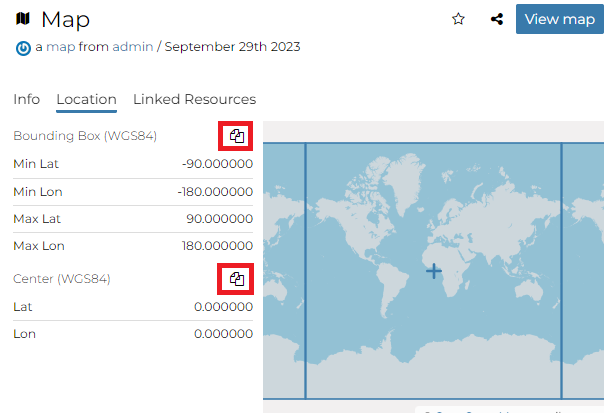 Map
View map
a map from admin / September 29th 2023
Info Location Linked Resources
Bounding Box (WGS84)
Min Lat -90.000000
Min Lon -180.000000
Max Lat 90.000000
Max Lon 180.000000
Center (WGS84)
Lat 0.000000
Lon 0.000000